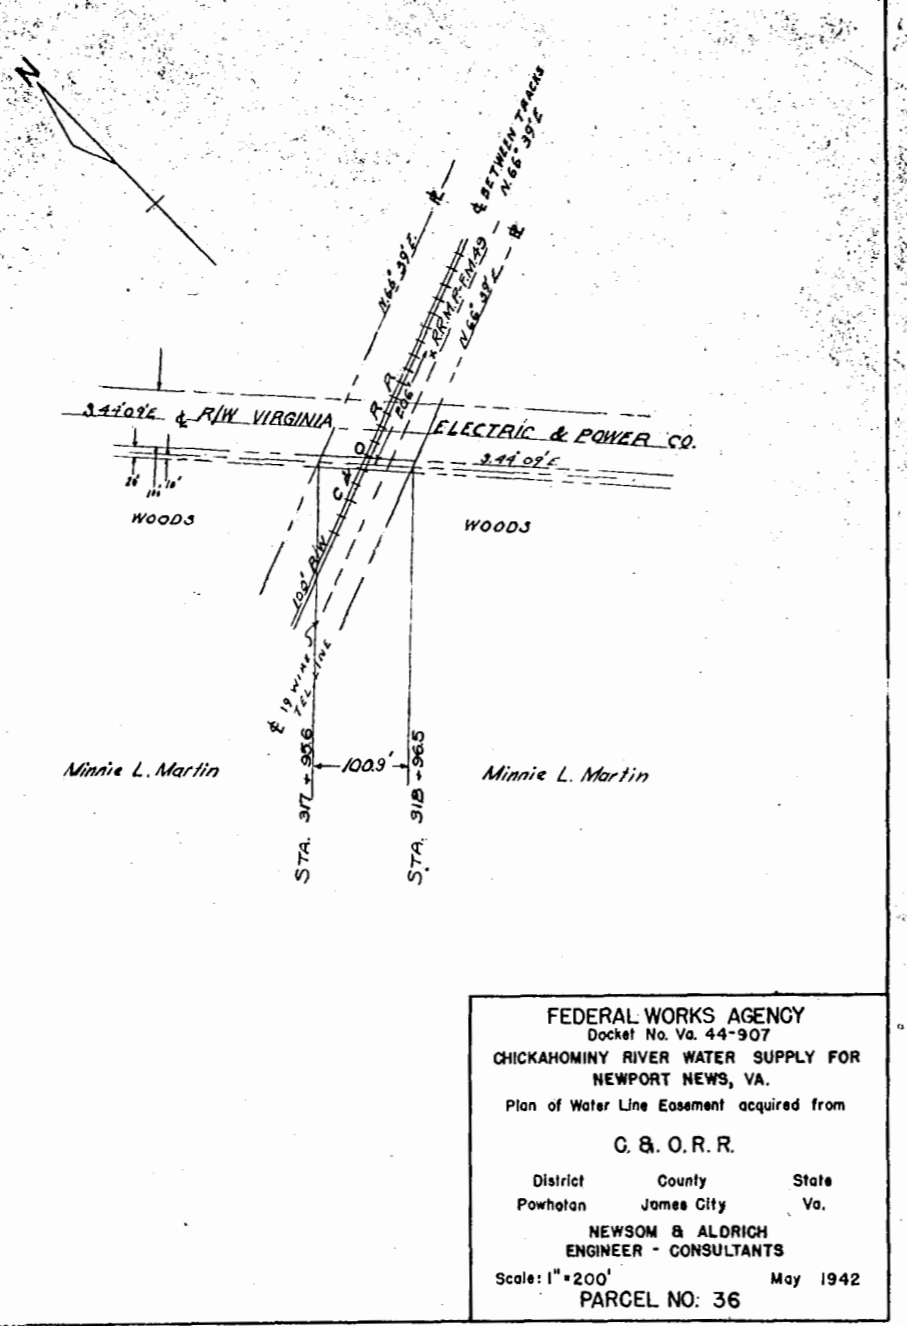 N
℄ BETWEEN TRACKS
N. 66° 39' E
N. 66° 39' E.
R.R.M.P.-F.M.49
N 66° 39' E
206'
S.44°09'E ℄ R/W VIRGINIA
ELECTRIC & POWER CO.
S.44°09'E
C & O R R
10'
WOODS
WOODS
100' R/W
℄ 19 WIRE
TEL LINE
Minnie L. Martin
100.9'
Minnie L. Martin
STA. 317 + 95.6
STA. 318 + 96.5
FEDERAL WORKS AGENCY
Docket No. Va. 44-907
CHICKAHOMINY RIVER WATER SUPPLY FOR
NEWPORT NEWS, VA.
Plan of Water Line Easement acquired from
C. & O. R. R.
District County State
Powhatan James City Va.
NEWSOM & ALDRICH
ENGINEER - CONSULTANTS
Scale: 1" = 200' May 1942
PARCEL NO: 36